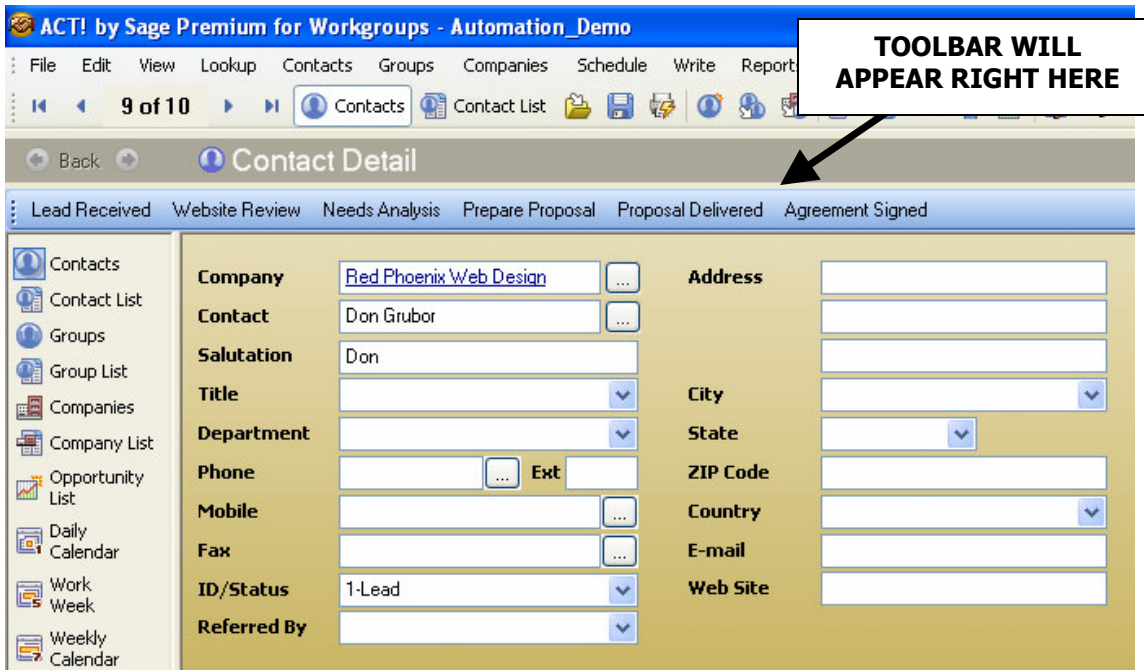 ACT! by Sage Premium for Workgroups - Automation_Demo
TOOLBAR WILL
APPEAR RIGHT HERE
File Edit View Lookup Contacts Groups Companies Schedule Write
9 of 10 Contacts Contact List
Back Contact Detail
Lead Received Website Review Needs Analysis Prepare Proposal Proposal Delivered Agreement Signed
Contacts
Contact List
Groups
Group List
Companies
Company List
Opportunity
List
Daily
Calendar
Work
Week
Weekly
Calendar
Company Red Phoenix Web Design ...
Contact Don Grubor ...
Salutation Don
Title
Department
Phone ... Ext
Mobile ...
Fax ...
ID/Status 1-Lead
Referred By
Address
City
State
ZIP Code
Country
E-mail
Web Site